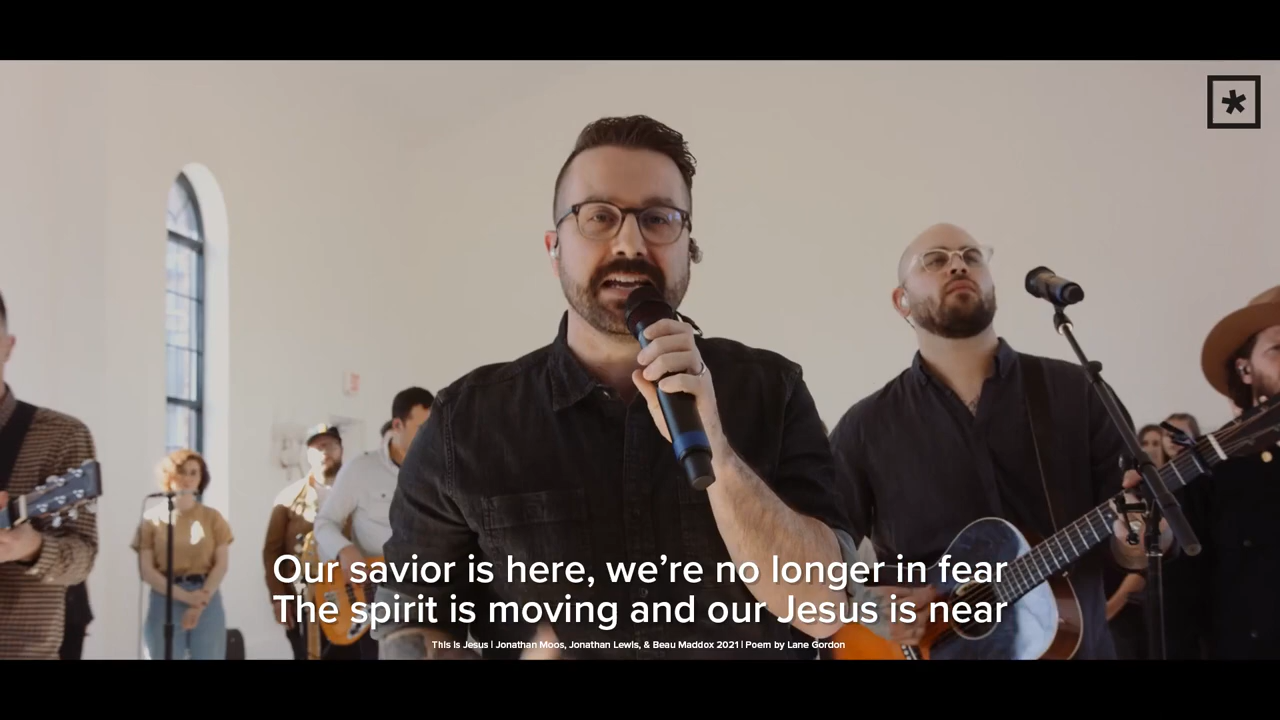 Our savior is here, we're no longer in fear
The spirit is moving and our Jesus is near
This Is Jesus | Jonathan Moos, Jonathan Lewis, & Beau Maddox 2021 | Poem by Lane Gordon